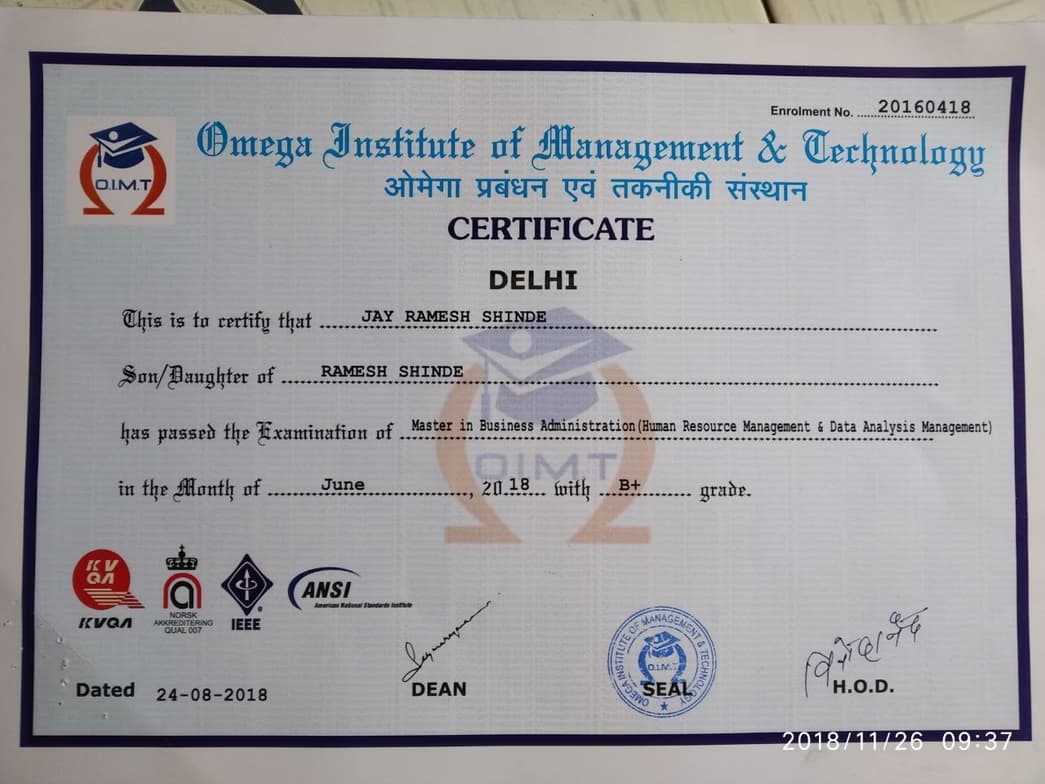 Enrolment No. ...... 20160418
Omega Institute of Management & Technology
ओमेगा प्रबंधन एवं तकनीकी संस्थान
CERTIFICATE
DELHI
This is to certify that ...... JAY RAMESH SHINDE
Son/Daughter of ...... RAMESH SHINDE
has passed the Examination of ... Master in Business Administration(Human Resource Management & Data Analysis Management)
in the Month of ...... June ......, 2018 with ... B+ ...... grade.
O.I.M.T
OIMT
KVQA
KVQA
NORSK
AKKREDITERING
QUAL 007
IEEE
ANSI
American National Standards Institute
Dated 24-08-2018
DEAN
OMEGA INSTITUTE OF MANAGEMENT & TECHNOLOGY
O.I.M.T
SEAL
H.O.D.
2018/11/26 09:37